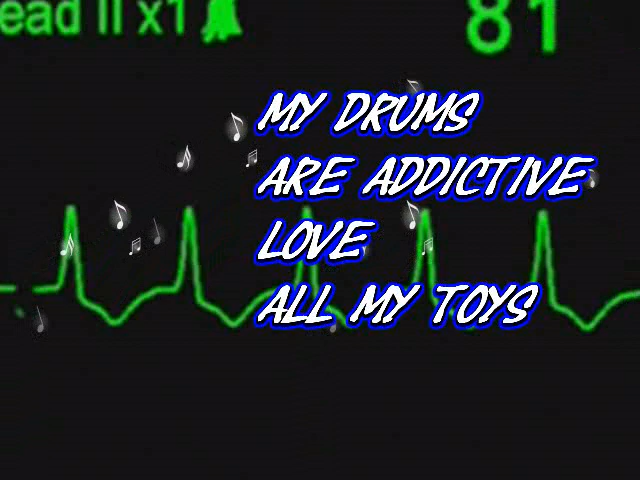 ead II x1 81
MY DRUMS
ARE ADDICTIVE
LOVE
ALL MY TOYS